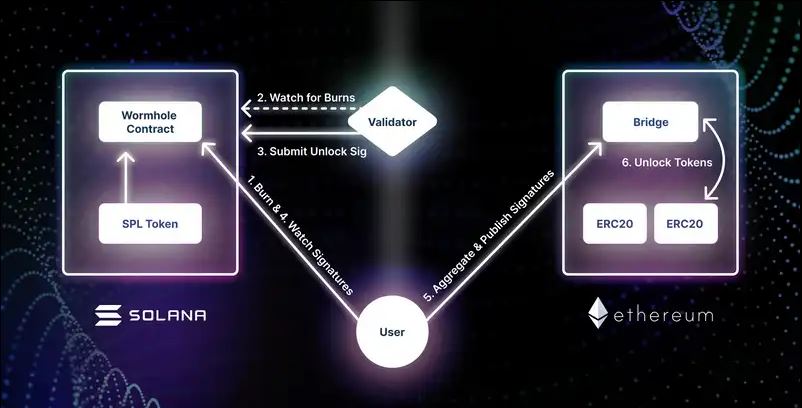 Wormhole
Contract
SPL Token
2. Watch for Burns
3. Submit Unlock Sig
Validator
1. Burn & 4. Watch Signatures
User
5. Aggregate & Publish Signatures
Bridge
6. Unlock Tokens
ERC20
ERC20
SOLANA
ethereum